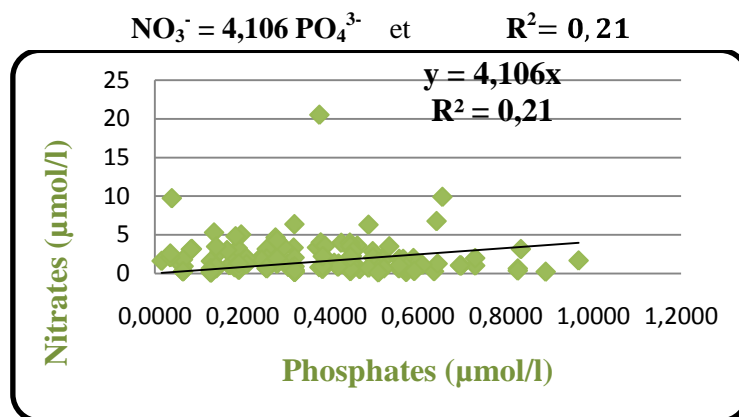 NO₃⁻ = 4,106 PO₄³⁻ et R²= 0, 21
y = 4,106x
R² = 0,21
25
20
15
10
5
0
0,0000 0,2000 0,4000 0,6000 0,8000 1,0000 1,2000
Nitrates (µmol/l)
Phosphates (µmol/l)